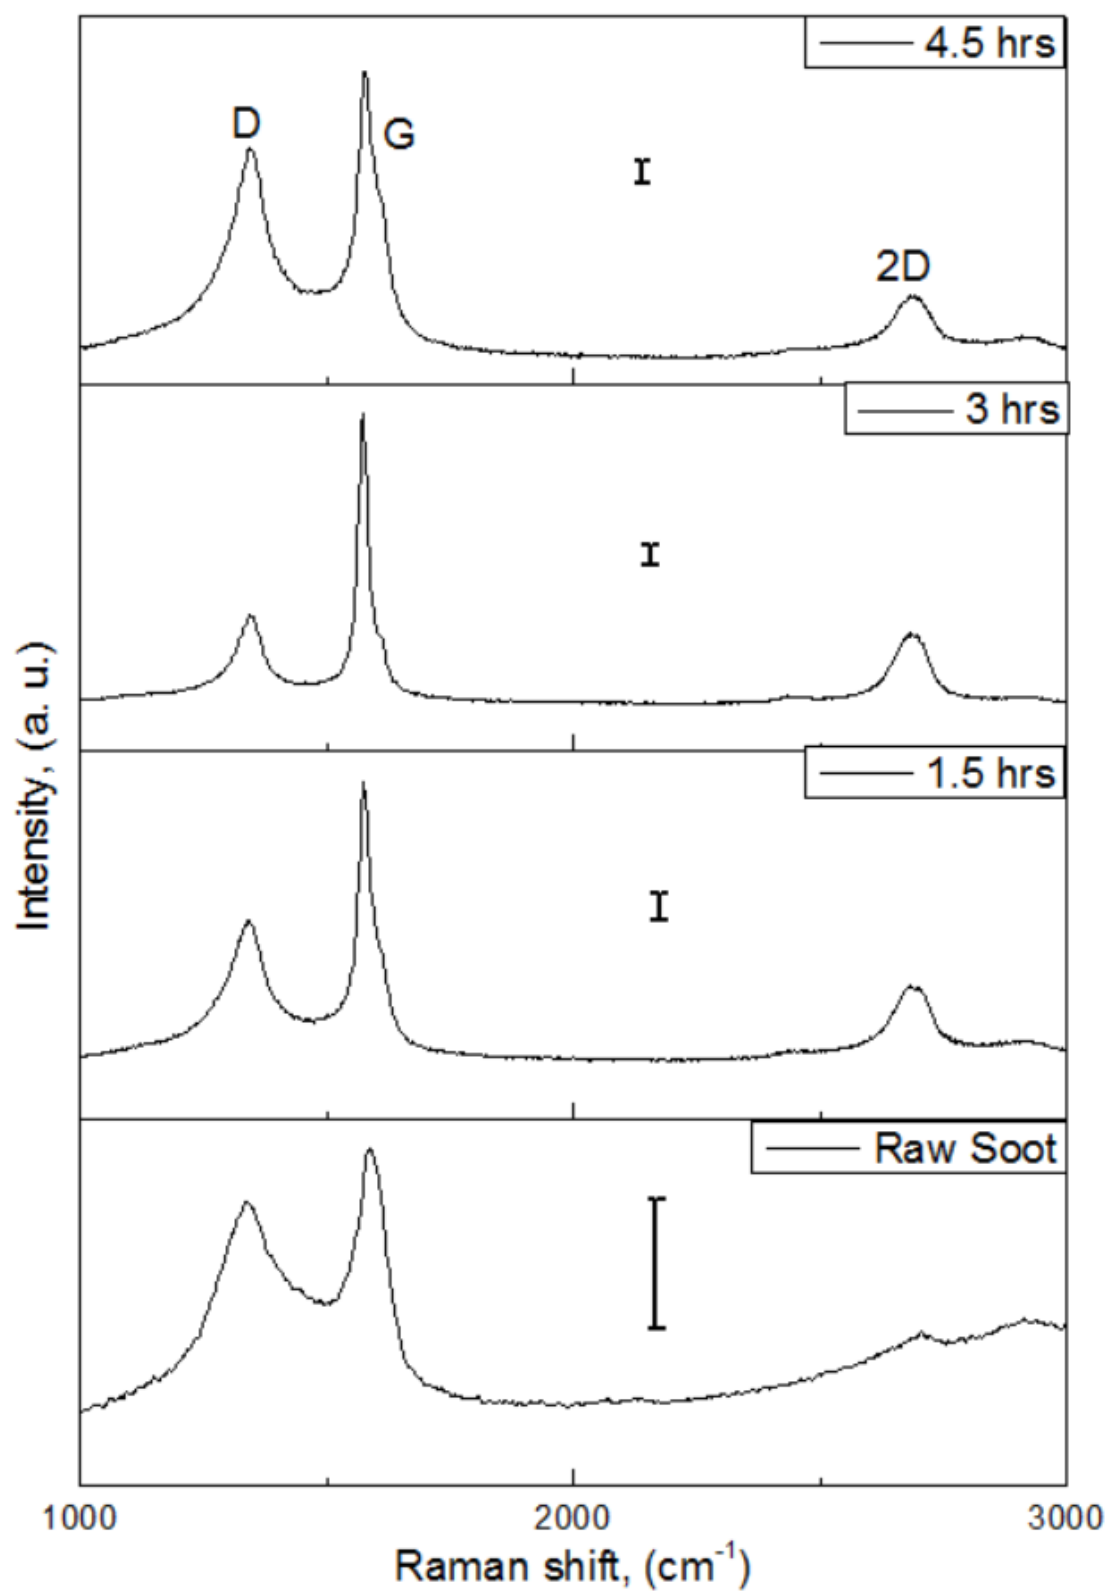 4.5 hrs
D
G
2D
3 hrs
1.5 hrs
Raw Soot
Intensity, (a. u.)
1000 2000 3000
Raman shift, (cm⁻¹)